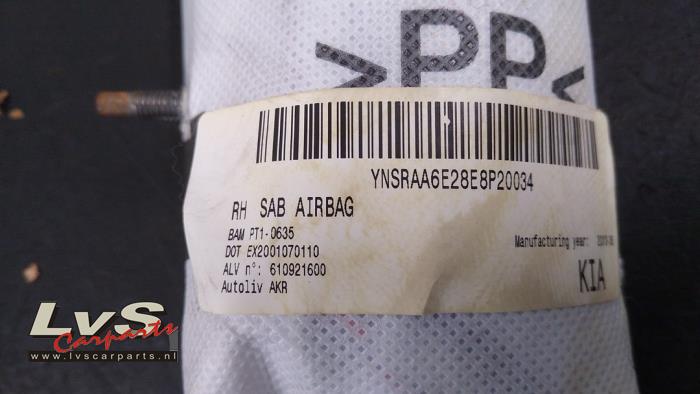 >PP<
YNSRAA6E28E8P20034
RH SAB AIRBAG
BAM PT1-0635
DOT EX2001070110
ALV n°: 610921600
Autoliv AKR
Manufacturing year:
KIA
LvS
Carparts
www.lvscarparts.nl